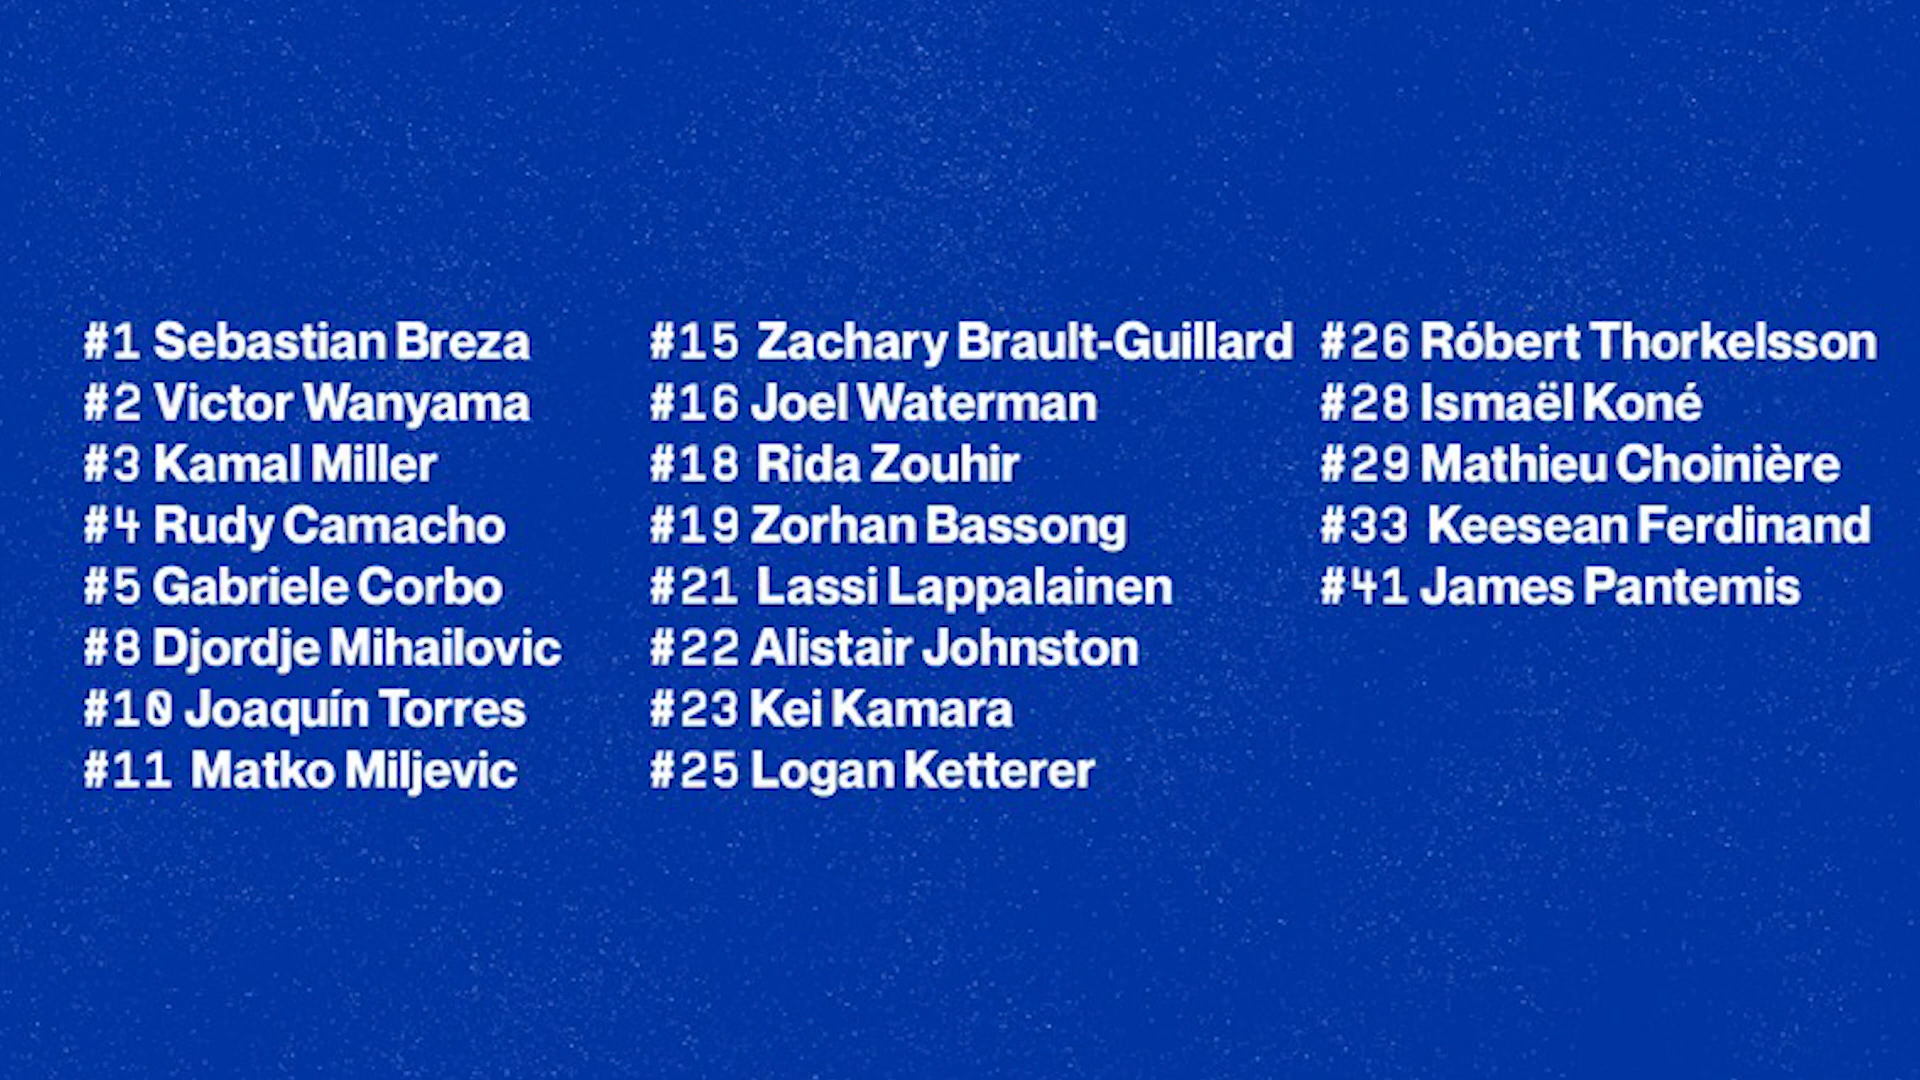 #1 Sebastian Breza
#2 Victor Wanyama
#3 Kamal Miller
#4 Rudy Camacho
#5 Gabriele Corbo
#8 Djordje Mihailovic
#10 Joaquín Torres
#11 Matko Miljevic
#15 Zachary Brault-Guillard
#16 Joel Waterman
#18 Rida Zouhir
#19 Zorhan Bassong
#21 Lassi Lappalainen
#22 Alistair Johnston
#23 Kei Kamara
#25 Logan Ketterer
#26 Róbert Thorkelsson
#28 Ismaël Koné
#29 Mathieu Choinière
#33 Keesean Ferdinand
#41 James Pantemis